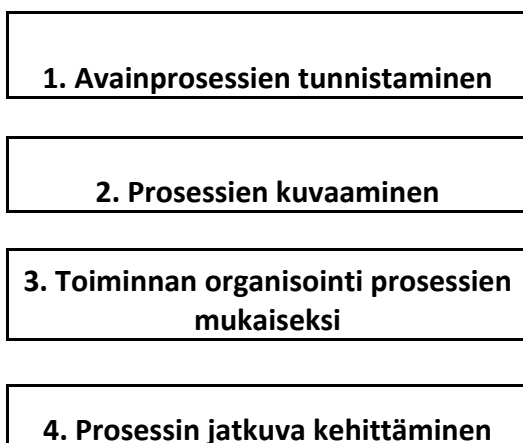 1. Avainprosessien tunnistaminen
2. Prosessien kuvaaminen
3. Toiminnan organisointi prosessien
mukaiseksi
4. Prosessin jatkuva kehittäminen